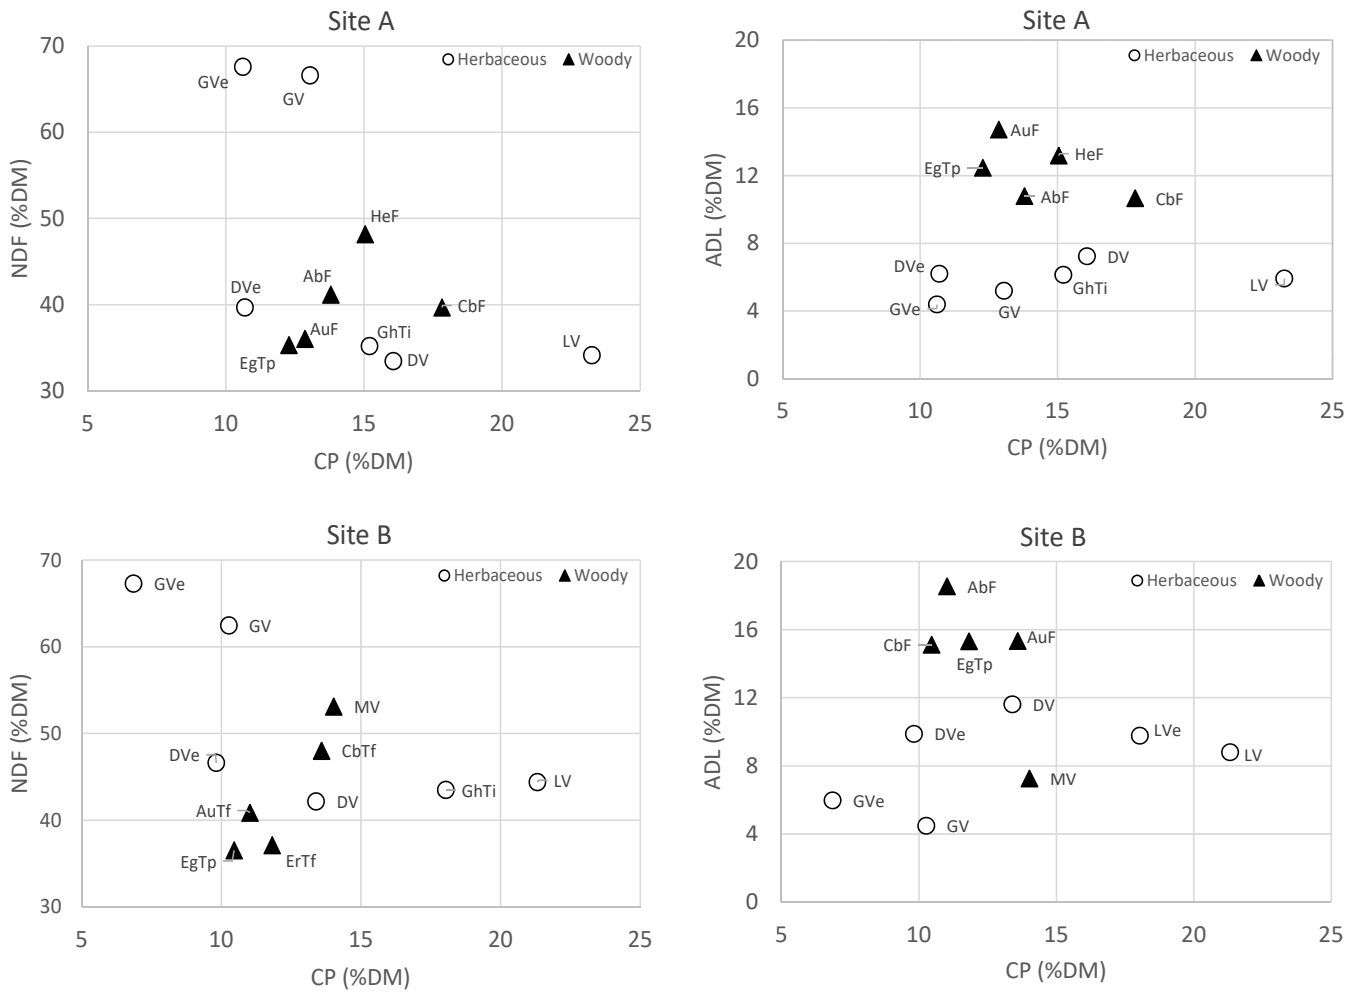 Site A
70
60
50
40
30
NDF (%DM)
Herbaceous Woody
GVe
GV
HeF
AbF
DVe
CbF
AuF
GhTi
EgTp
DV
LV
5 10 15 20 25
CP (%DM)
Site A
20
16
12
8
4
0
ADL (%DM)
Herbaceous Woody
AuF
HeF
EgTp
AbF
CbF
DVe
DV
GhTi
LV
GVe
GV
5 10 15 20 25
CP (%DM)
Site B
70
60
50
40
30
NDF (%DM)
Herbaceous Woody
GVe
GV
MV
DVe
CbTf
LV
GhTi
AuTf
DV
EgTp
ErTf
5 10 15 20 25
CP (%DM)
Site B
20
16
12
8
4
0
ADL (%DM)
Herbaceous Woody
AbF
CbF
AuF
EgTp
DV
DVe
LVe
LV
MV
GVe
GV
5 10 15 20 25
CP (%DM)